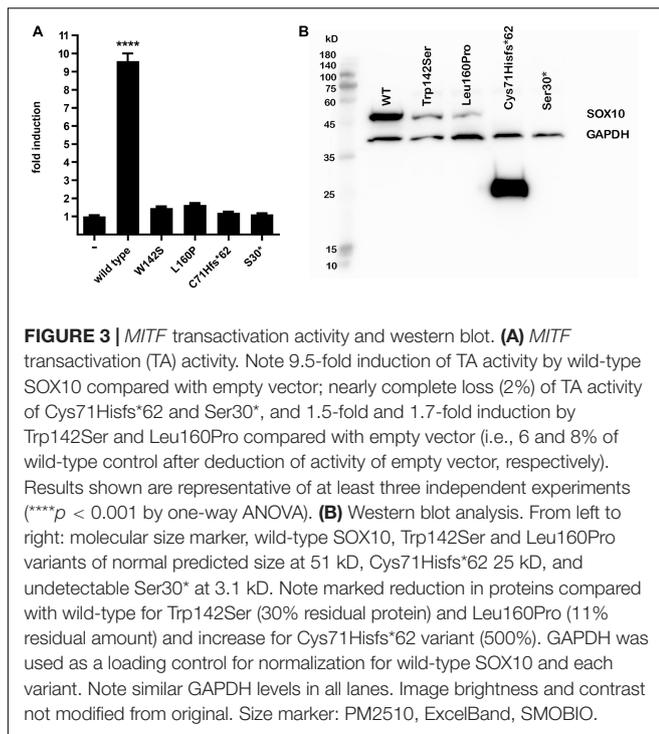 A
11
10
9
8
7
6
5
4
3
2
1
fold induction
****
-
wild type
W142S
L160P
C71Hfs*62
S30*
B
kD
180
140
100
75
60
45
35
25
15
10
WT
Trp142Ser
Leu160Pro
Cys71Hisfs*62
Ser30*
SOX10
GAPDH
FIGURE 3 | MITF transactivation activity and western blot. (A) MITF
transactivation (TA) activity. Note 9.5-fold induction of TA activity by wild-type
SOX10 compared with empty vector; nearly complete loss (2%) of TA activity
of Cys71Hisfs*62 and Ser30*, and 1.5-fold and 1.7-fold induction by
Trp142Ser and Leu160Pro compared with empty vector (i.e., 6 and 8% of
wild-type control after deduction of activity of empty vector, respectively).
Results shown are representative of at least three independent experiments
(****p < 0.001 by one-way ANOVA). (B) Western blot analysis. From left to
right: molecular size marker, wild-type SOX10, Trp142Ser and Leu160Pro
variants of normal predicted size at 51 kD, Cys71Hisfs*62 25 kD, and
undetectable Ser30* at 3.1 kD. Note marked reduction in proteins compared
with wild-type for Trp142Ser (30% residual protein) and Leu160Pro (11%
residual amount) and increase for Cys71Hisfs*62 variant (500%). GAPDH was
used as a loading control for normalization for wild-type SOX10 and each
variant. Note similar GAPDH levels in all lanes. Image brightness and contrast
not modified from original. Size marker: PM2510, ExcelBand, SMOBIO.